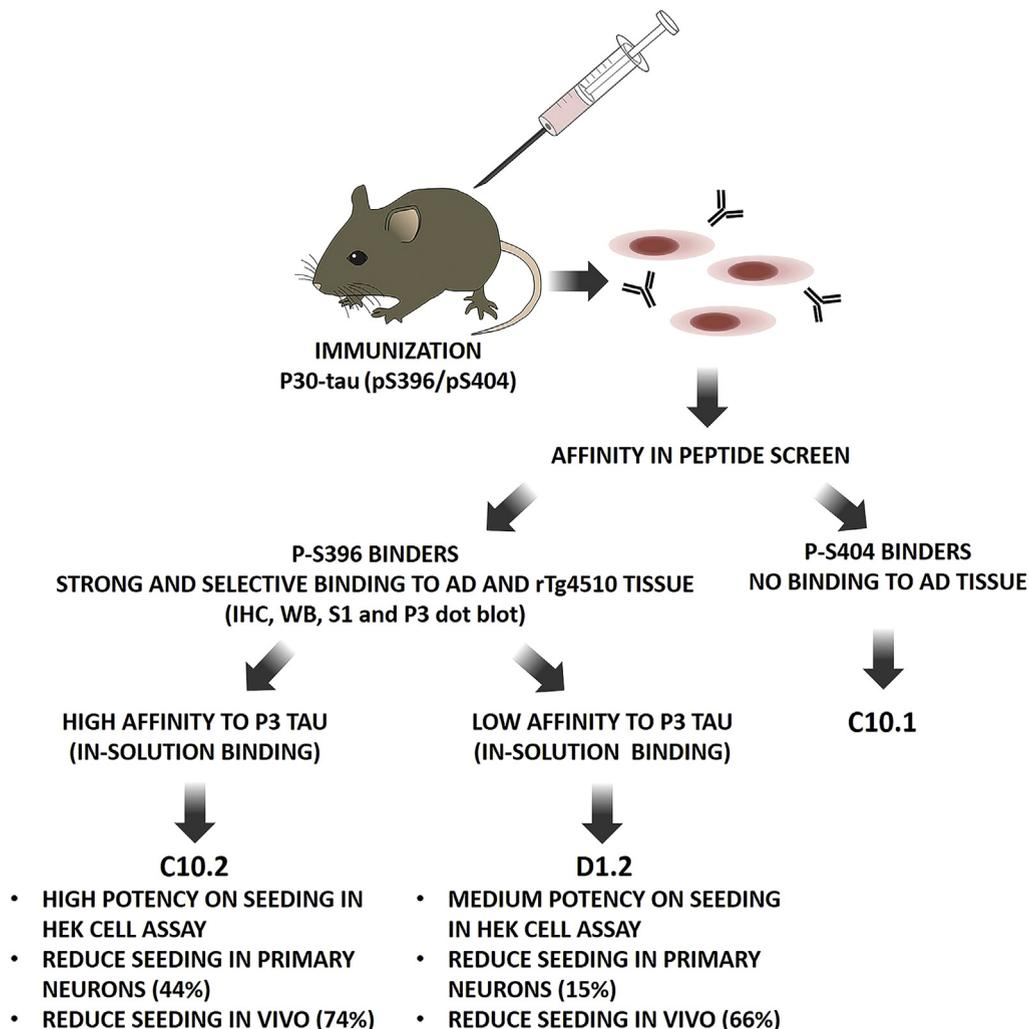 IMMUNIZATION
P30-tau (pS396/pS404)
AFFINITY IN PEPTIDE SCREEN
P-S396 BINDERS
STRONG AND SELECTIVE BINDING TO AD AND rTg4510 TISSUE
(IHC, WB, S1 and P3 dot blot)
P-S404 BINDERS
NO BINDING TO AD TISSUE
HIGH AFFINITY TO P3 TAU
(IN-SOLUTION BINDING)
LOW AFFINITY TO P3 TAU
(IN-SOLUTION BINDING)
C10.1
C10.2
• HIGH POTENCY ON SEEDING IN
HEK CELL ASSAY
• REDUCE SEEDING IN PRIMARY
NEURONS (44%)
• REDUCE SEEDING IN VIVO (74%)
D1.2
• MEDIUM POTENCY ON SEEDING
IN HEK CELL ASSAY
• REDUCE SEEDING IN PRIMARY
NEURONS (15%)
• REDUCE SEEDING IN VIVO (66%)